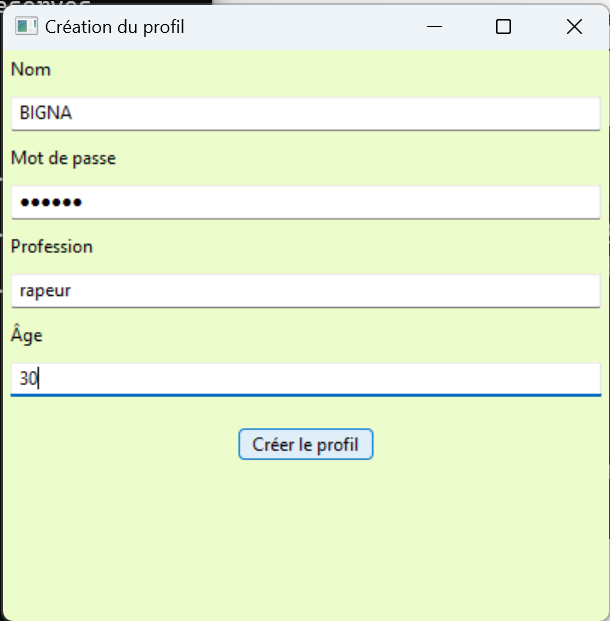 Création du profil
Nom
BIGNA
Mot de passe
●●●●●●
Profession
rapeur
Âge
30
Créer le profil